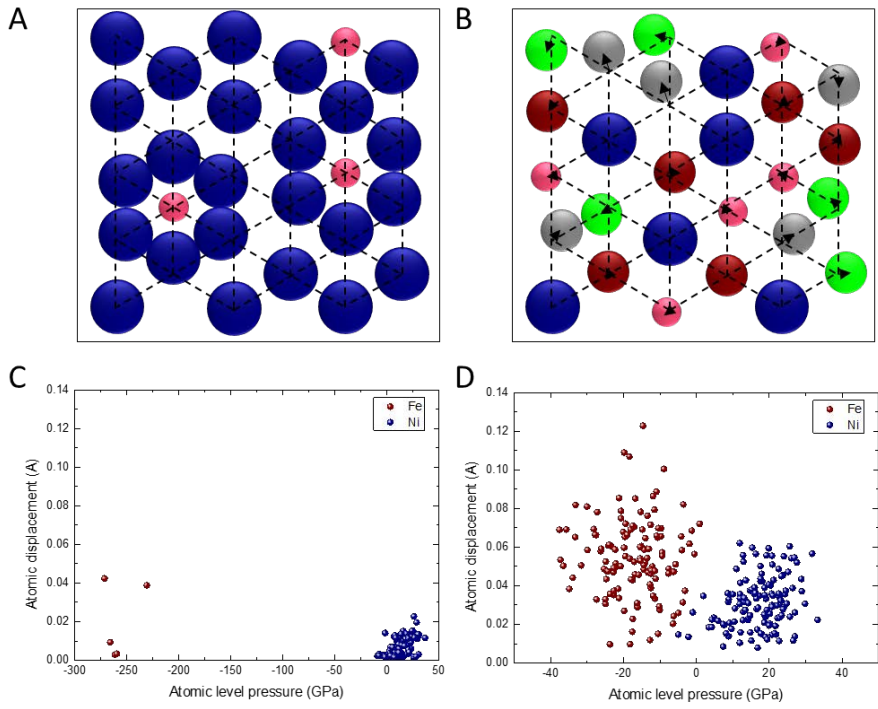 A
B
C
0.14
0.12
0.10
0.08
0.06
0.04
0.02
0.00
-300
-250
-200
-150
-100
-50
0
50
Atomic displacement (A)
Atomic level pressure (GPa)
Fe
Ni
D
0.14
0.12
0.10
0.08
0.06
0.04
0.02
0.00
-40
-20
0
20
40
Atomic displacement (A)
Atomic level pressure (GPa)
Fe
Ni